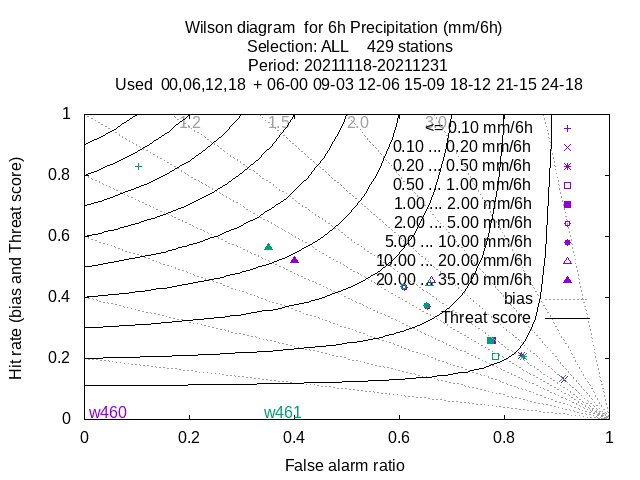 Wilson diagram  for 6h Precipitation (mm/6h)
Selection: ALL    429 stations
Period: 20211118-20211231
Used  00,06,12,18  + 06-00 09-03 12-06 15-09 18-12 21-15 24-18
1.2 1.5 2.0 3.0
<= 0.10 mm/6h
0.10 ... 0.20 mm/6h
0.20 ... 0.50 mm/6h
0.50 ... 1.00 mm/6h
1.00 ... 2.00 mm/6h
2.00 ... 5.00 mm/6h
5.00 ... 10.00 mm/6h
10.00 ... 20.00 mm/6h
20.00 ... 35.00 mm/6h
bias
Threat score
1
0.8
0.6
0.4
0.2
0
Hit rate (bias and Threat score)
w460 w461
0 0.2 0.4 0.6 0.8 1
False alarm ratio